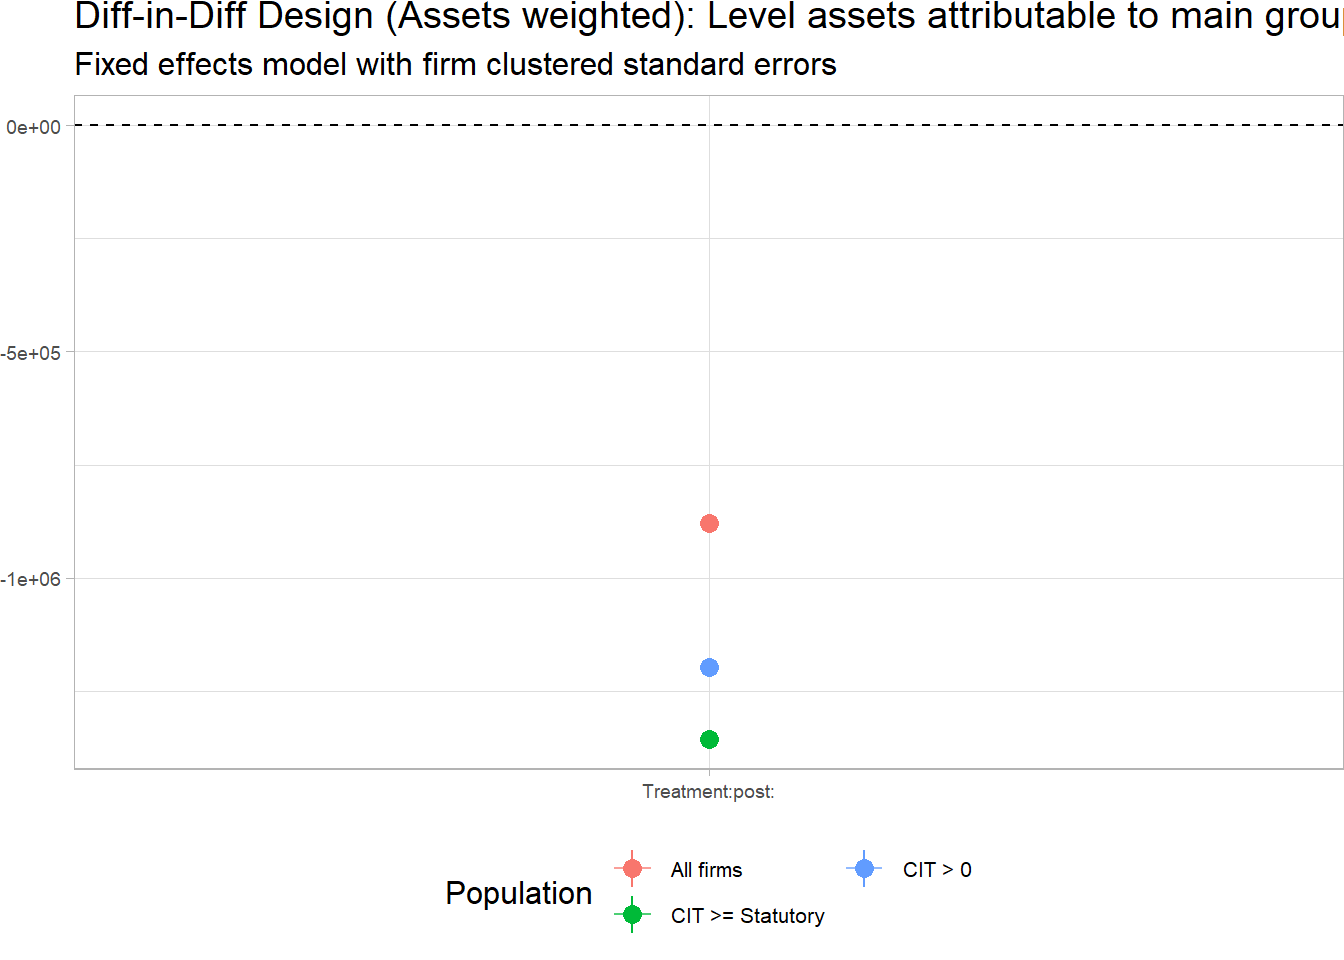 Diff-in-Diff Design (Assets weighted): Level assets attributable to main grou
Fixed effects model with firm clustered standard errors
0e+00
-5e+05
-1e+06
Treatment:post:
Population
All firms
CIT > 0
CIT >= Statutory